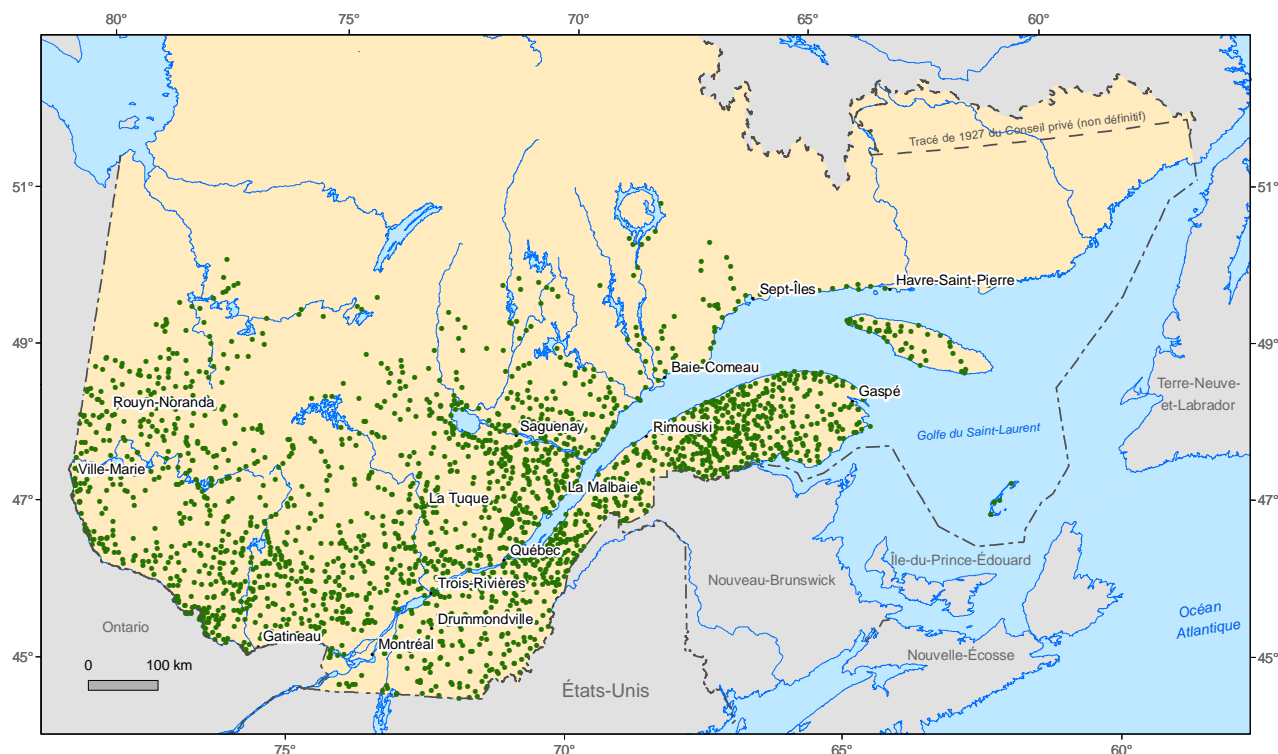 80° 75° 70° 65° 60°
Tracé de 1927 du Conseil privé (non définitif)
51° 51°
Sept-Îles
Havre-Saint-Pierre
49° 49°
Baie-Comeau
Terre-Neuve-
et-Labrador
Gaspé
Rouyn-Noranda
Saguenay
Rimouski
Golfe du Saint-Laurent
Ville-Marie
La Malbaie
47° 47°
La Tuque
Québec
Île-du-Prince-Édouard
Trois-Rivières
Nouveau-Brunswick
Océan
Atlantique
Drummondville
Ontario
Gatineau
Montréal
Nouvelle-Écosse
45° 45°
0 100 km
États-Unis
75° 70° 65° 60°